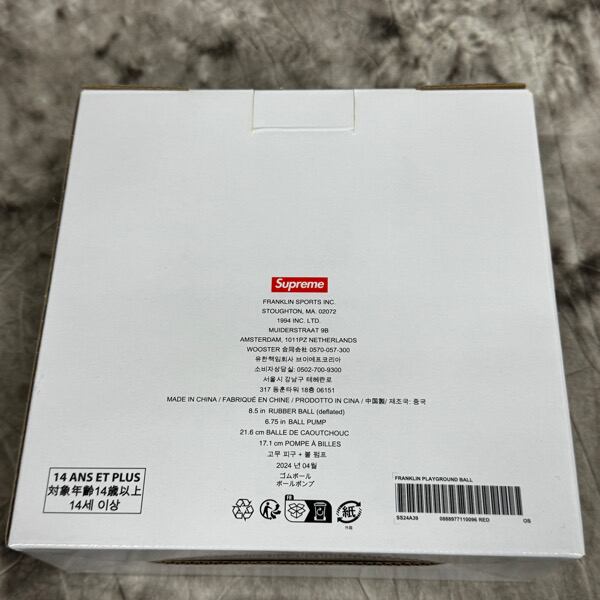 Supreme
FRANKLIN SPORTS INC.
STOUGHTON, MA. 02072
1994 INC. LTD.
MUIDERSTRAAT 9B
AMSTERDAM, 1011PZ NETHERLANDS
WOOSTER 合同会社 0570-057-300
유한책임회사 브이에프코리아
소비자상담실: 0502-700-9300
서울시 강남구 테헤란로
317 동훈타워 18층 06151
MADE IN CHINA / FABRIQUÉ EN CHINE / PRODOTTO IN CINA / 中国製/ 제조국: 중국
8.5 in RUBBER BALL (deflated)
6.75 in BALL PUMP
21.6 cm BALLE DE CAOUTCHOUC
17.1 cm POMPE À BILLES
고무 피구 + 볼 펌프
2024 년 04월
ゴムボール
ボールポンプ
14 ANS ET PLUS
対象年齢14歳以上
14세 이상
FR
紙
外箱
FRANKLIN PLAYGROUND BALL
SS24A39 0888977110096 RED OS